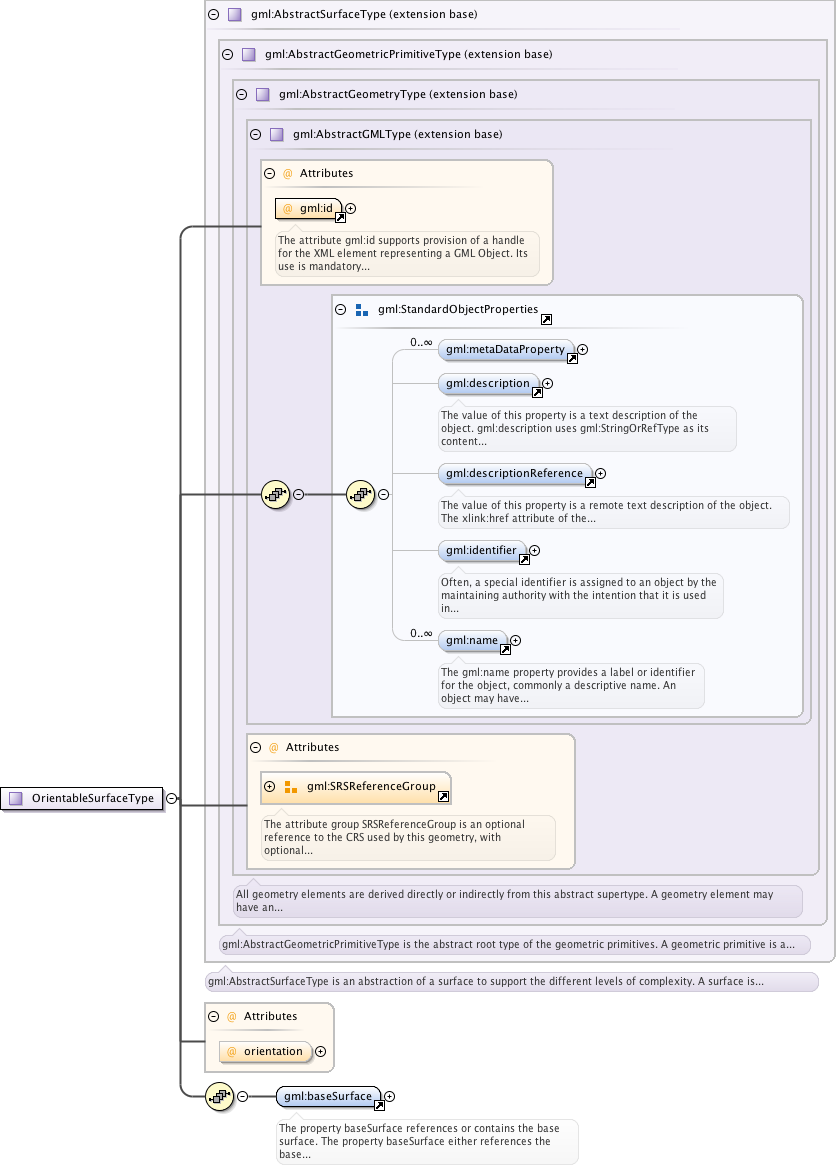 gml:AbstractSurfaceType (extension base)
gml:AbstractGeometricPrimitiveType (extension base)
gml:AbstractGeometryType (extension base)
gml:AbstractGMLType (extension base)
@ Attributes
@ gml:id
The attribute gml:id supports provision of a handle
for the XML element representing a GML Object. Its
use is mandatory...
gml:StandardObjectProperties
0..∞
gml:metaDataProperty
gml:description
The value of this property is a text description of the
object. gml:description uses gml:StringOrRefType as its
content...
gml:descriptionReference
The value of this property is a remote text description of the object.
The xlink:href attribute of the...
gml:identifier
Often, a special identifier is assigned to an object by the
maintaining authority with the intention that it is used
in...
0..∞
gml:name
The gml:name property provides a label or identifier
for the object, commonly a descriptive name. An
object may have...
@ Attributes
gml:SRSReferenceGroup
The attribute group SRSReferenceGroup is an optional
reference to the CRS used by this geometry, with
optional...
OrientableSurfaceType
All geometry elements are derived directly or indirectly from this abstract supertype. A geometry element may
have an...
gml:AbstractGeometricPrimitiveType is the abstract root type of the geometric primitives. A geometric primitive is a...
gml:AbstractSurfaceType is an abstraction of a surface to support the different levels of complexity. A surface is...
@ Attributes
@ orientation
gml:baseSurface
The property baseSurface references or contains the base
surface. The property baseSurface either references the
base...